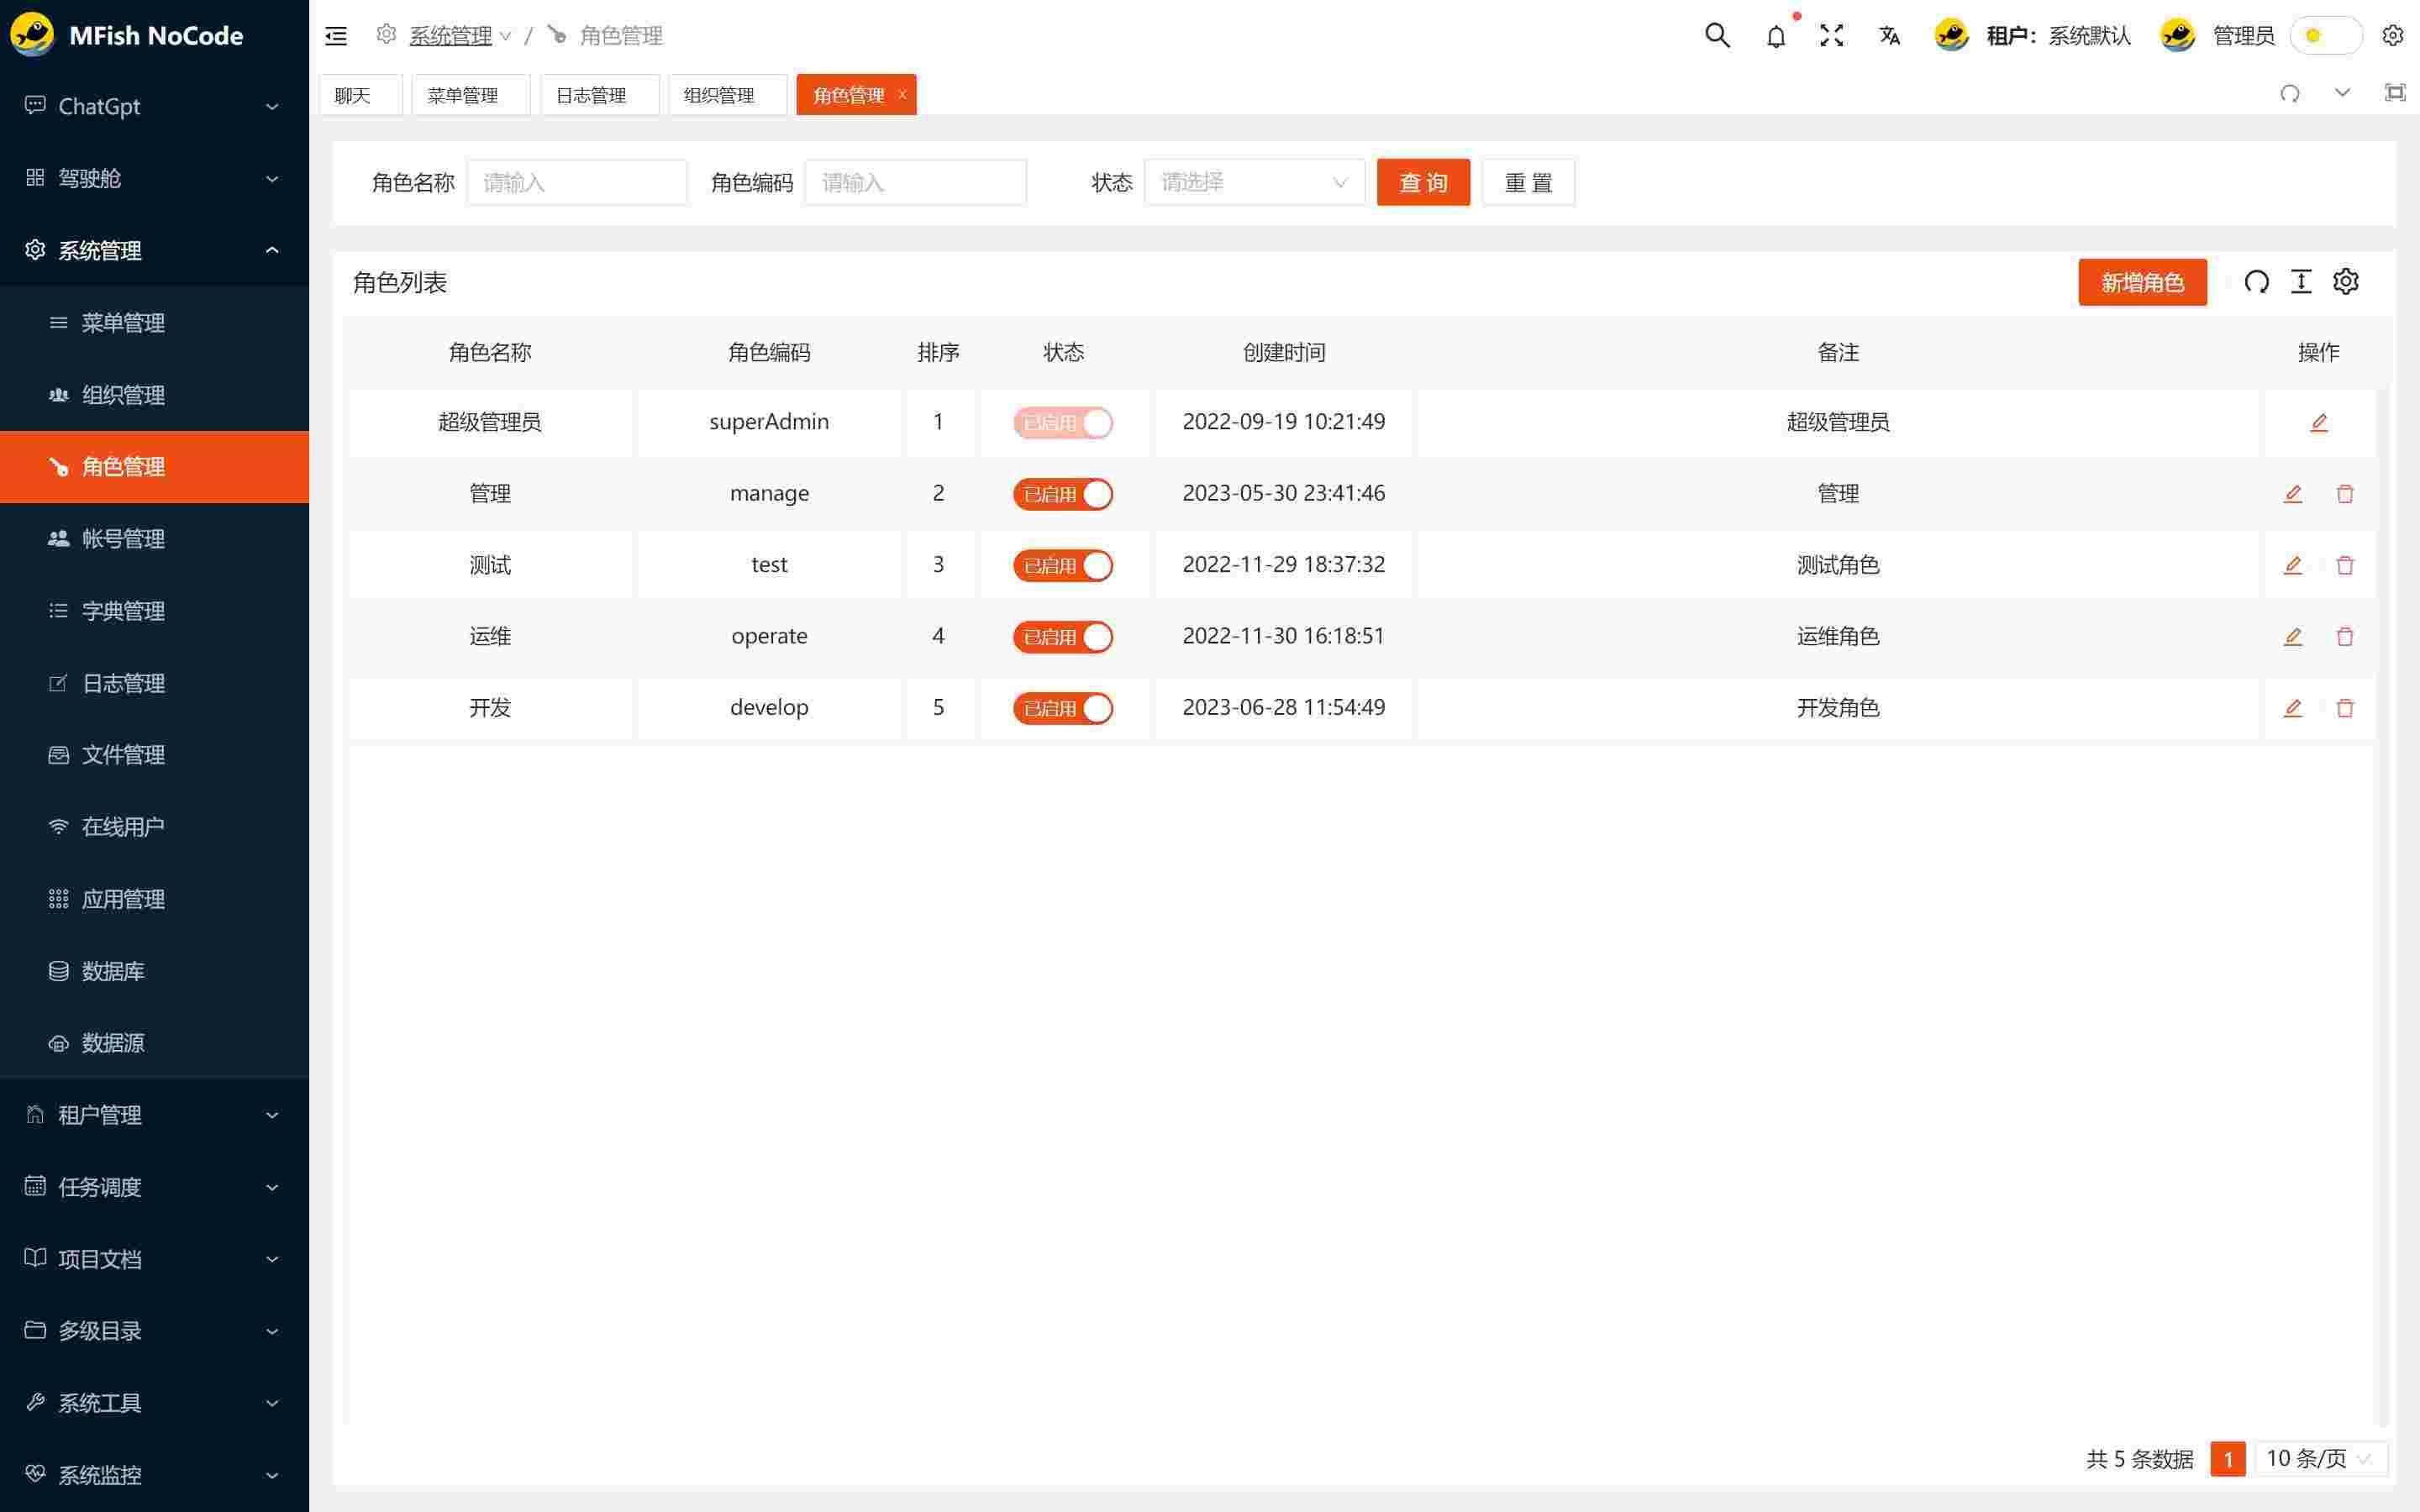 MFish NoCode
系统管理 / 角色管理
租户：系统默认
管理员
聊天
菜单管理
日志管理
组织管理
角色管理 x
ChatGpt
驾驶舱
系统管理
菜单管理
组织管理
角色管理
帐号管理
字典管理
日志管理
文件管理
在线用户
应用管理
数据库
数据源
租户管理
任务调度
项目文档
多级目录
系统工具
系统监控
角色名称 请输入 角色编码 请输入 状态 请选择 查询 重置
角色列表 新增角色
角色名称 角色编码 排序 状态 创建时间 备注 操作
超级管理员 superAdmin 1 已启用 2022-09-19 10:21:49 超级管理员
管理 manage 2 已启用 2023-05-30 23:41:46 管理
测试 test 3 已启用 2022-11-29 18:37:32 测试角色
运维 operate 4 已启用 2022-11-30 16:18:51 运维角色
开发 develop 5 已启用 2023-06-28 11:54:49 开发角色
共 5 条数据 1 10 条/页